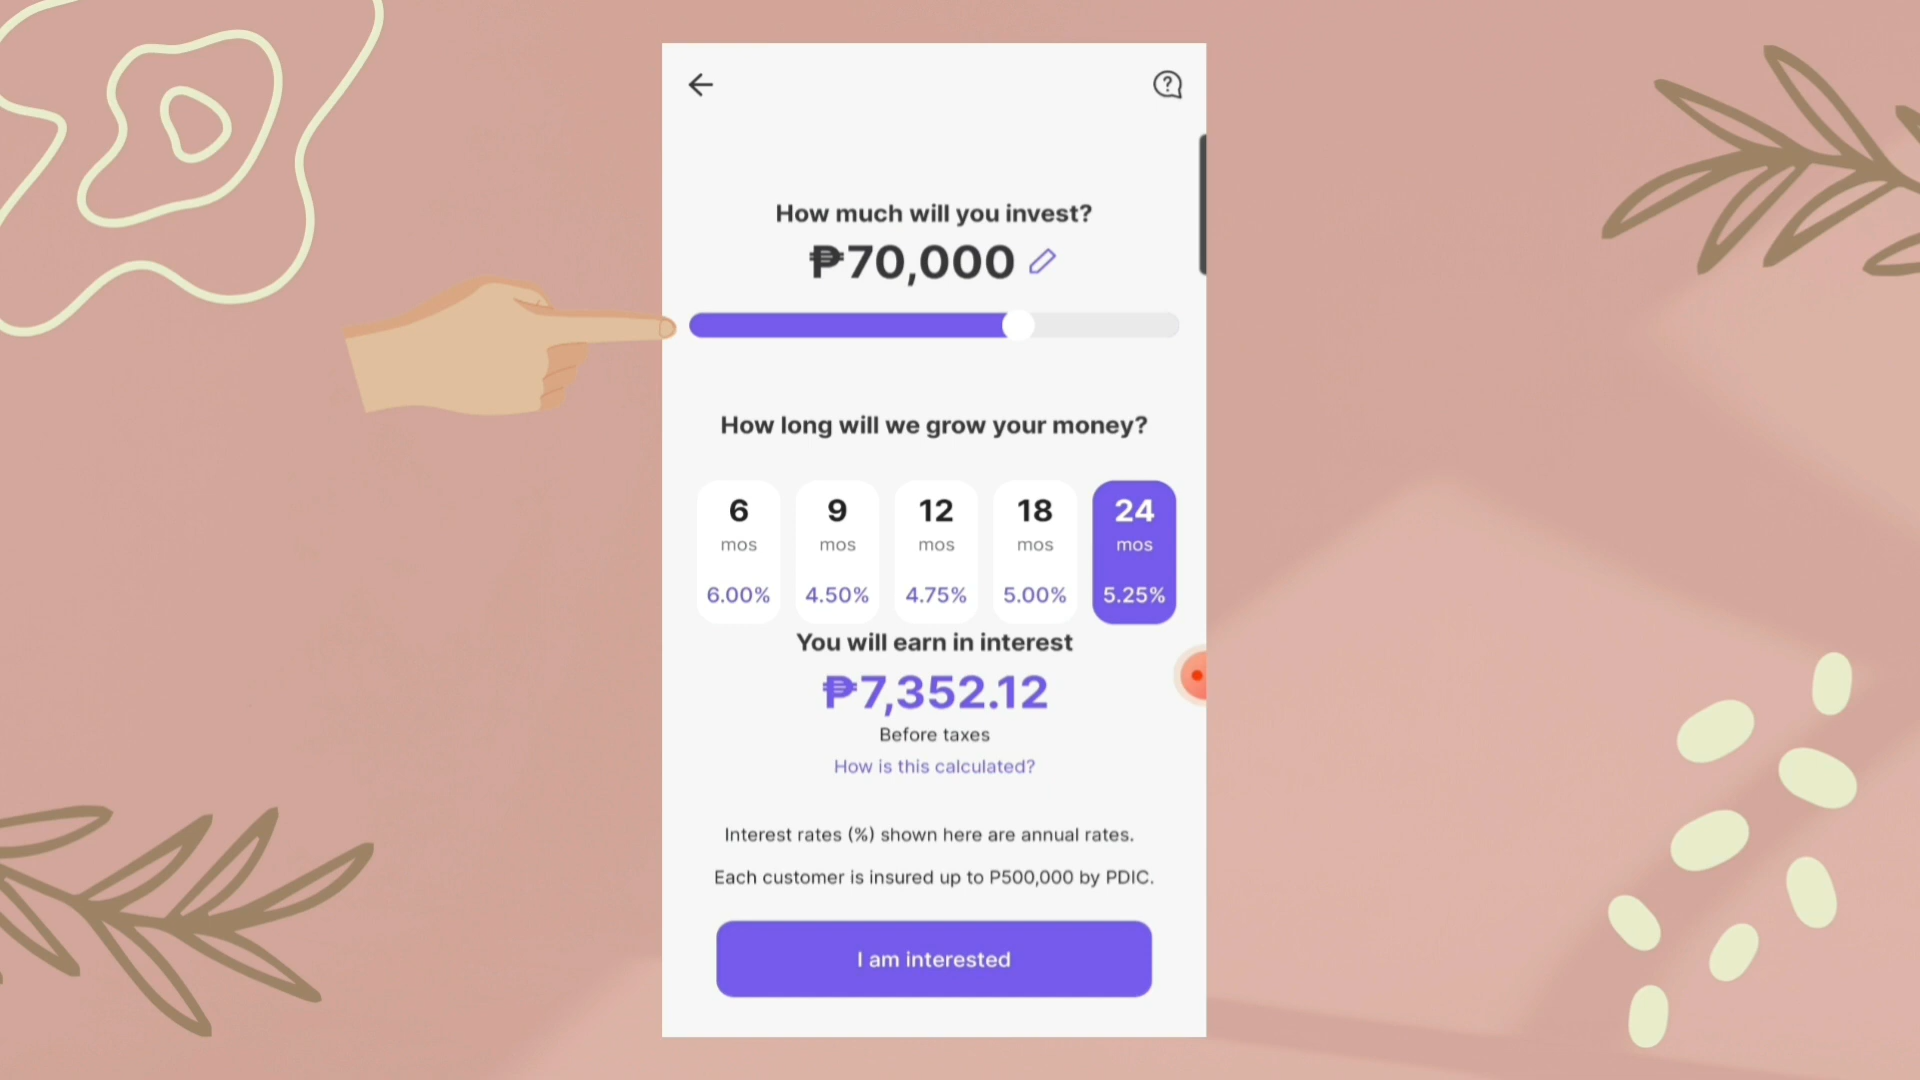 How much will you invest?
₱70,000
How long will we grow your money?
6 9 12 18 24
mos mos mos mos mos
6.00% 4.50% 4.75% 5.00% 5.25%
You will earn in interest
₱7,352.12
Before taxes
How is this calculated?
Interest rates (%) shown here are annual rates.
Each customer is insured up to P500,000 by PDIC.
I am interested